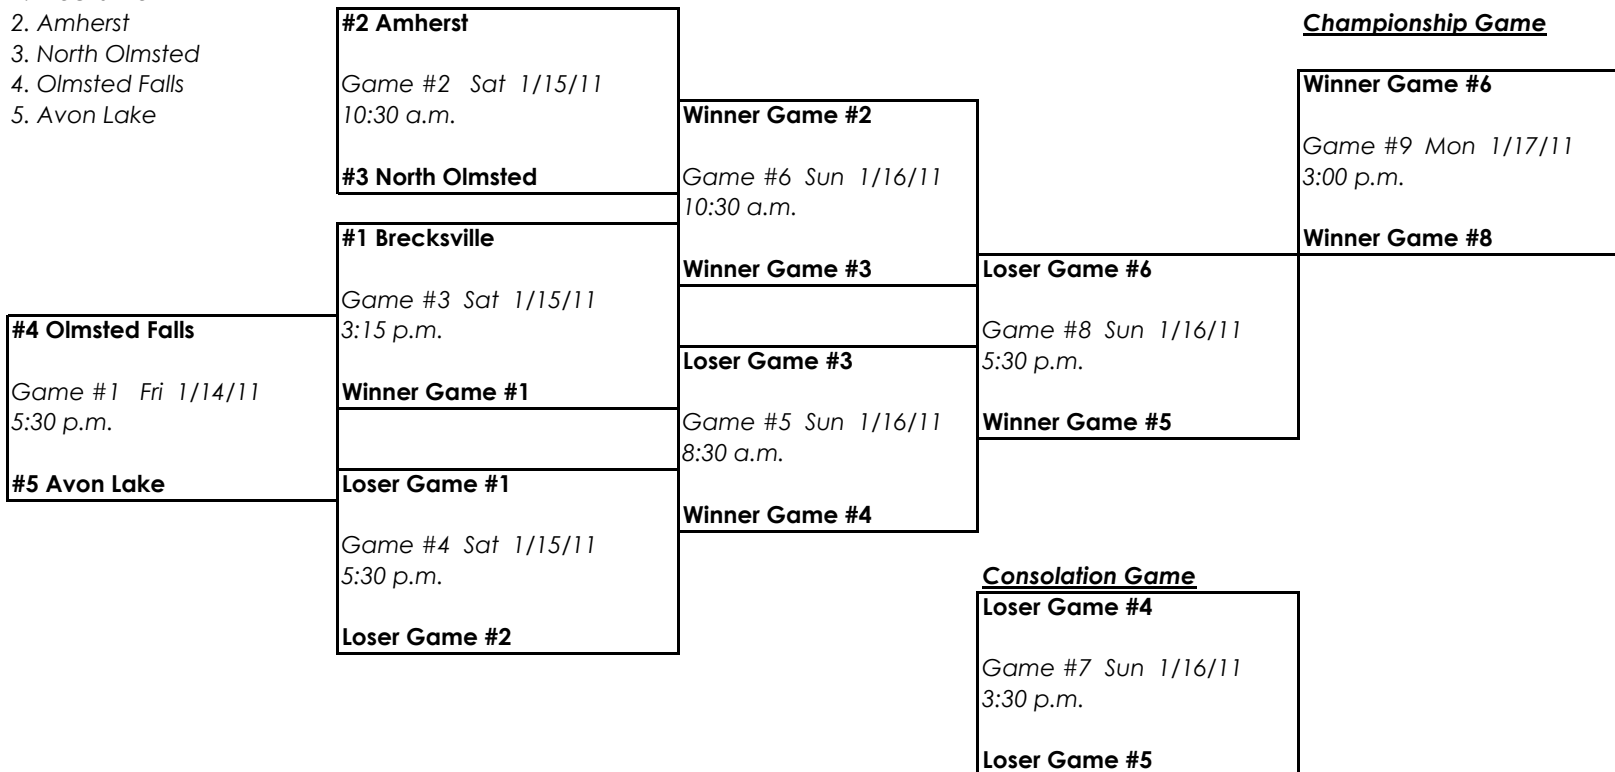 2. Amherst
3. North Olmsted
4. Olmsted Falls
5. Avon Lake
#4 Olmsted Falls
Game #1 Fri 1/14/11
5:30 p.m.
#5 Avon Lake
#2 Amherst
Game #2 Sat 1/15/11
10:30 a.m.
#3 North Olmsted
#1 Brecksville
Game #3 Sat 1/15/11
3:15 p.m.
Winner Game #1
Loser Game #1
Game #4 Sat 1/15/11
5:30 p.m.
Loser Game #2
Winner Game #2
Game #6 Sun 1/16/11
10:30 a.m.
Winner Game #3
Loser Game #3
Game #5 Sun 1/16/11
8:30 a.m.
Winner Game #4
Loser Game #6
Game #8 Sun 1/16/11
5:30 p.m.
Winner Game #5
Consolation Game
Loser Game #4
Game #7 Sun 1/16/11
3:30 p.m.
Loser Game #5
Championship Game
Winner Game #6
Game #9 Mon 1/17/11
3:00 p.m.
Winner Game #8